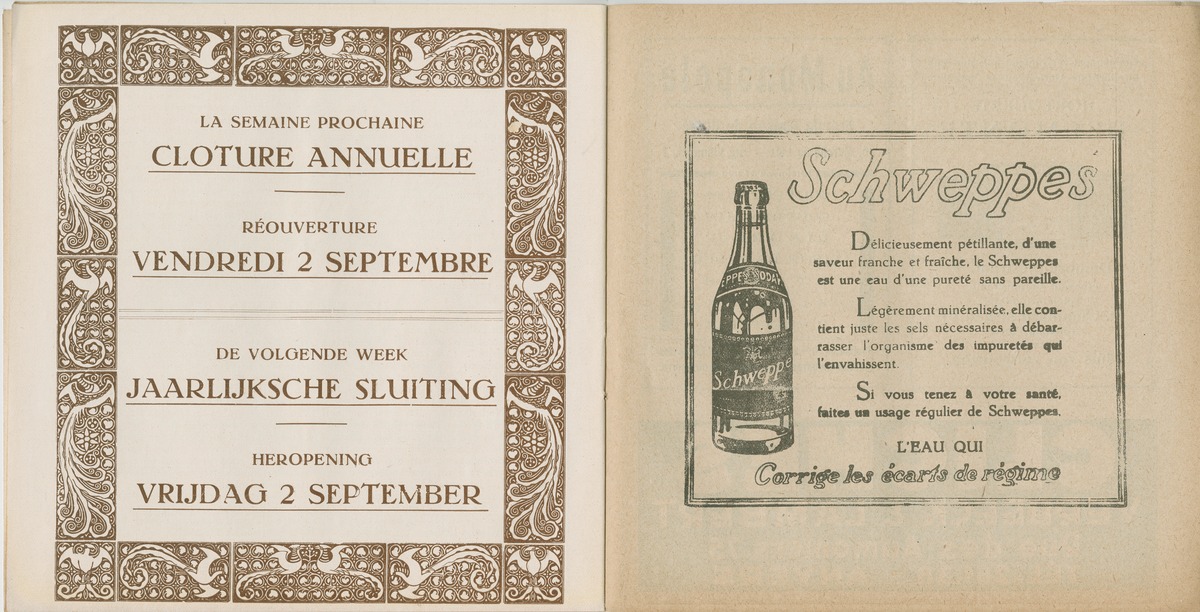 LA SEMAINE PROCHAINE
CLOTURE ANNUELLE
RÉOUVERTURE
VENDREDI 2 SEPTEMBRE
DE VOLGENDE WEEK
JAARLIJKSCHE SLUITING
HEROPENING
VRIJDAG 2 SEPTEMBER
Schweppes
Délicieusement pétillante, d'une
saveur franche et fraîche, le Schweppes
est une eau d'une pureté sans pareille.
Légèrement minéralisée, elle con-
tient juste les sels nécessaires à débar-
rasser l'organisme des impuretés qui
l'envahissent.
Si vous tenez à votre santé,
faites un usage régulier de Schweppes.
L'EAU QUI
Corrige les écarts de régime
EPPES SODA
Schweppe